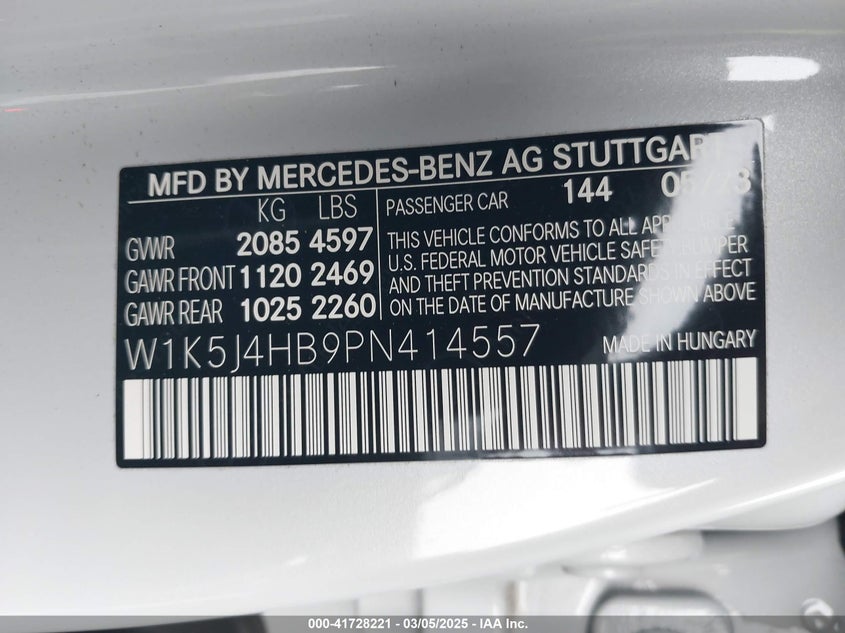 MFD BY MERCEDES-BENZ AG STUTTGART
KG LBS
GVWR 2085 4597
GAWR FRONT 1120 2469
GAWR REAR 1025 2260
PASSENGER CAR 144
THIS VEHICLE CONFORMS TO ALL APPLICABLE
U.S. FEDERAL MOTOR VEHICLE SAFETY, BUMPER
AND THEFT PREVENTION STANDARDS IN EFFECT
ON THE DATE OF MANUFACTURE SHOWN ABOVE
W1K5J4HB9PN414557
MADE IN HUNGARY
000-41728221 - 03/05/2025 - IAA Inc.